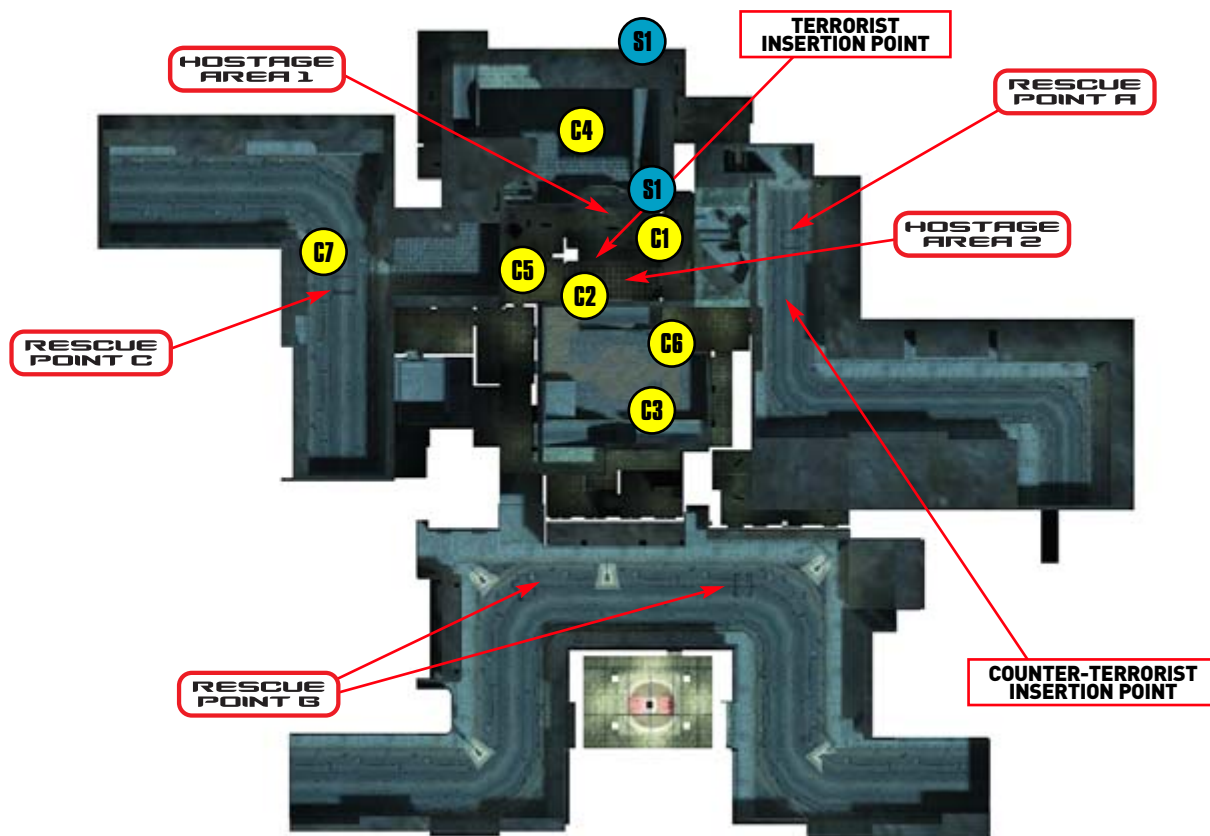 S1
TERRORIST
INSERTION POINT
HOSTAGE
AREA 1
RESCUE
POINT A
C4
S1
C1
HOSTAGE
AREA 2
C7
C5
C2
RESCUE
POINT C
C6
C3
RESCUE
POINT B
COUNTER-TERRORIST
INSERTION POINT